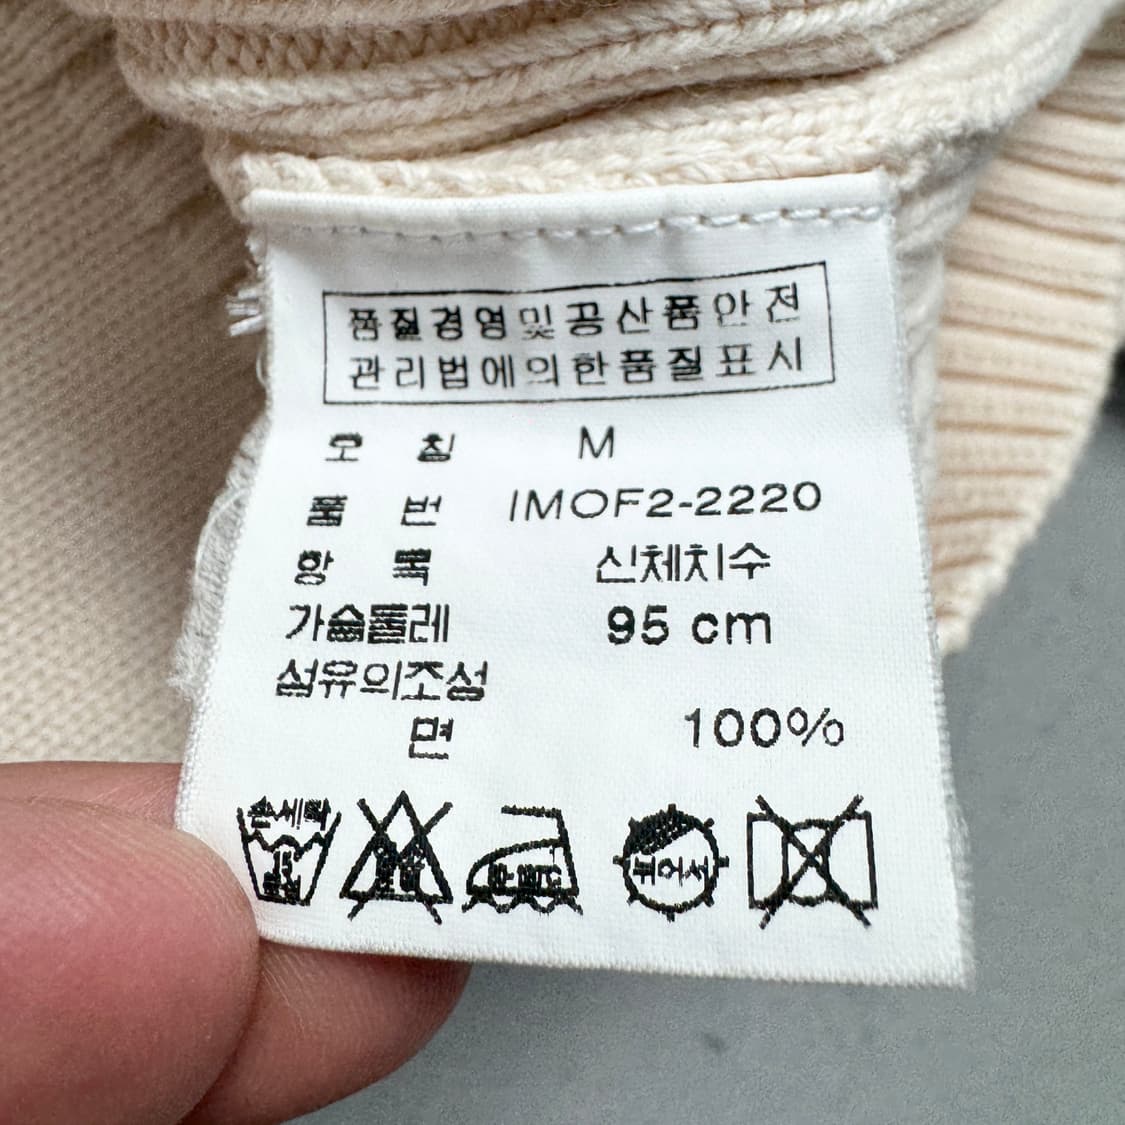 품질경영및공산품안전
관리법에의한품질표시
호 칭 M
품 번 IMOF2-2220
항 목 신체치수
가슴둘레 95 cm
섬유의조성
면 100%
손세탁
뉘어서